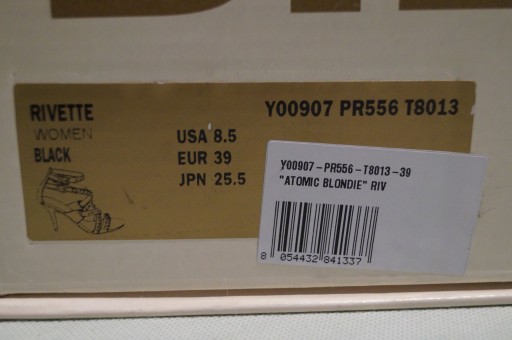 RIVETTE
WOMEN
BLACK
USA 8.5
EUR 39
JPN 25.5
Y00907 PR556 T8013
Y00907-PR556-T8013-39
"ATOMIC BLONDIE" RIV
8 054432 841337